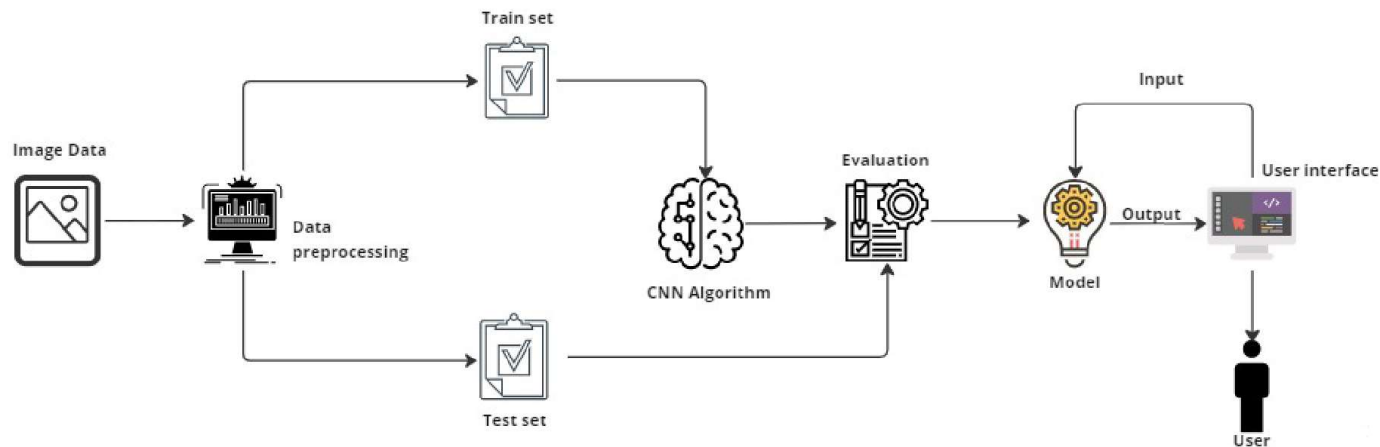 Train set
Input
Image Data
Evaluation
User interface
Data
preprocessing
Output
CNN Algorithm
Model
Test set
User